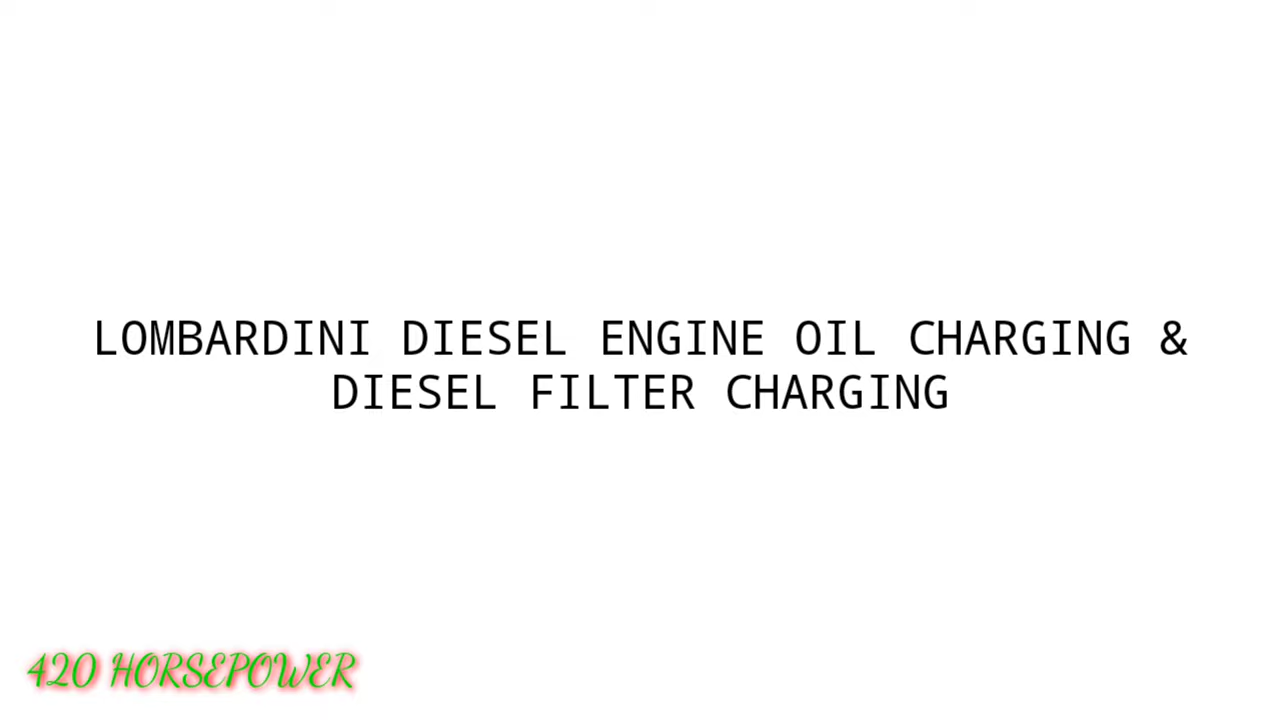 LOMBARDINI DIESEL ENGINE OIL CHARGING &
DIESEL FILTER CHARGING
420 HORSEPOWER